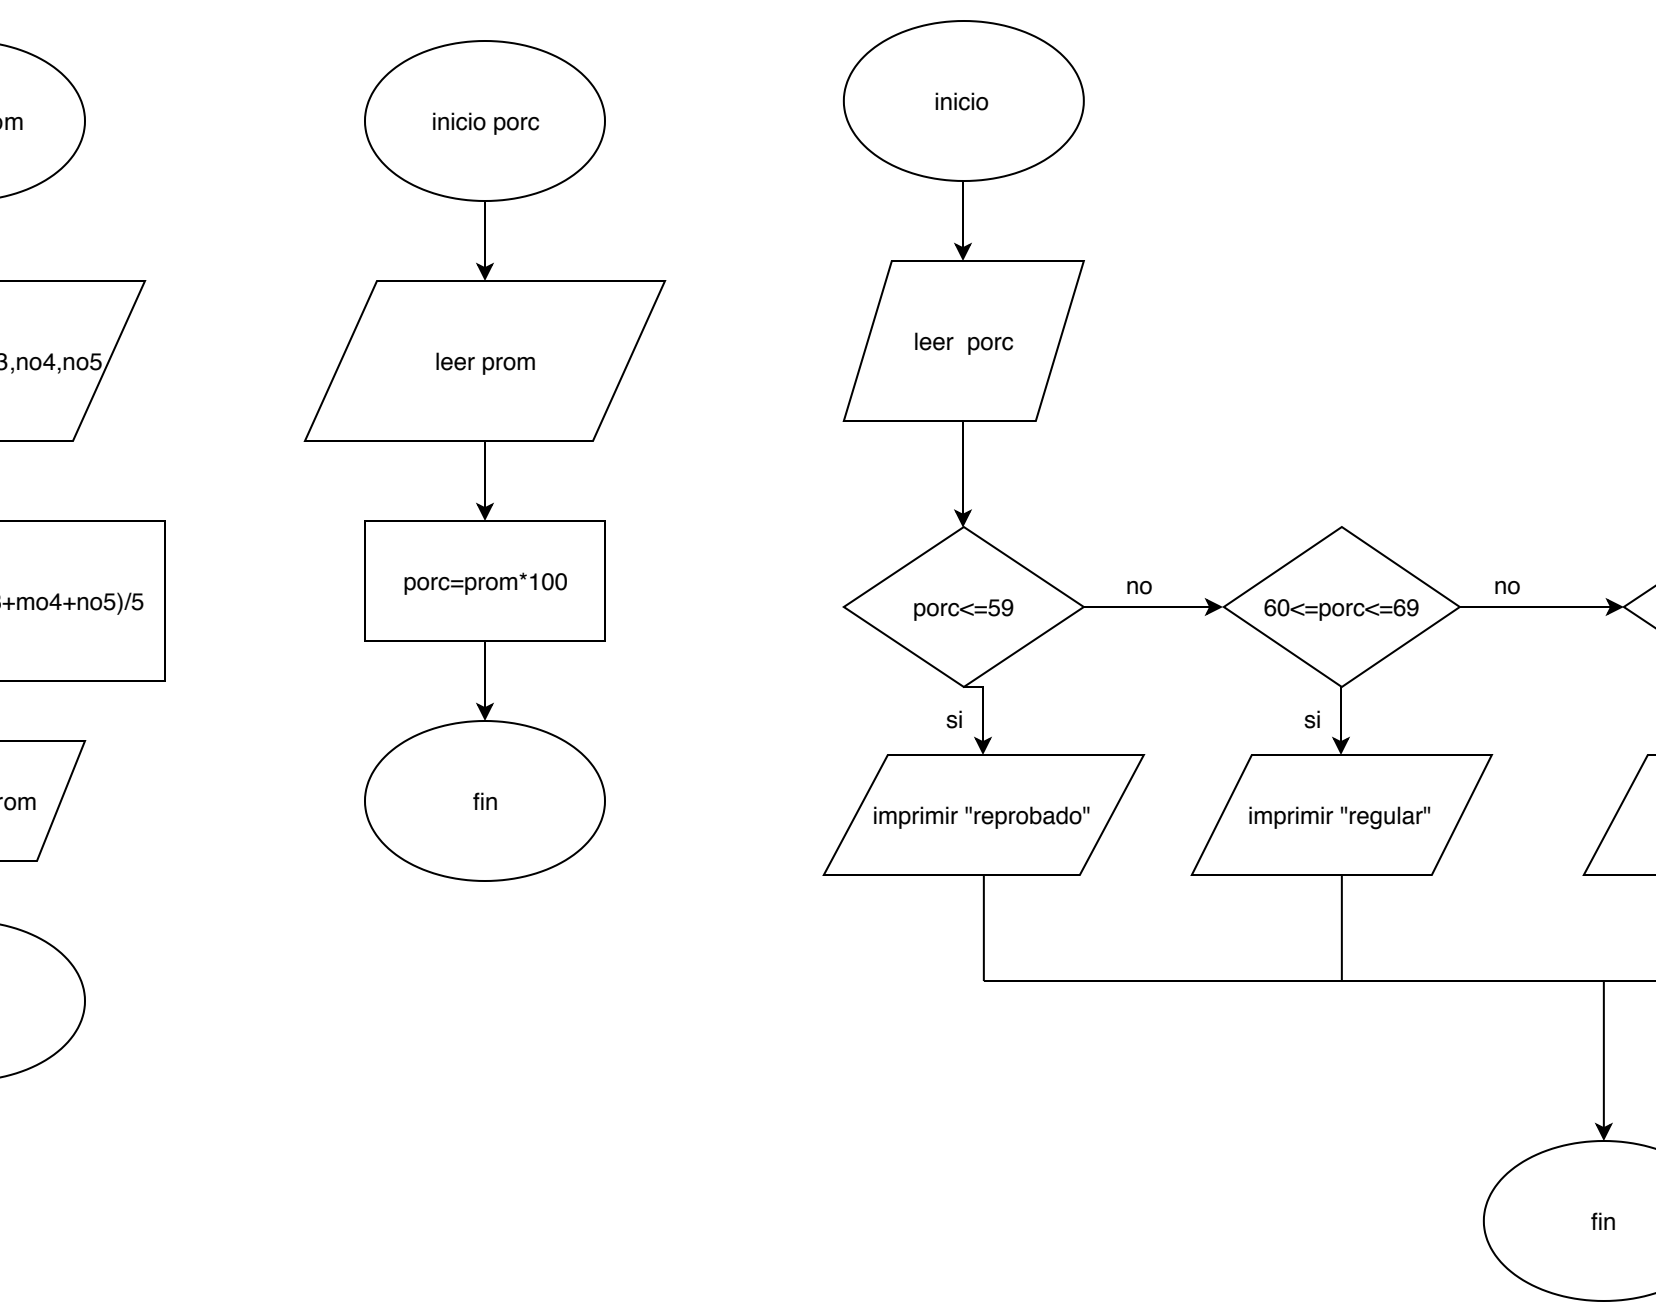 om
3,no4,no5
+mo4+no5)/5
rom
inicio porc
leer prom
porc=prom*100
fin
inicio
leer  porc
porc<=59
no
60<=porc<=69
no
si
si
imprimir "reprobado"
imprimir "regular"
fin